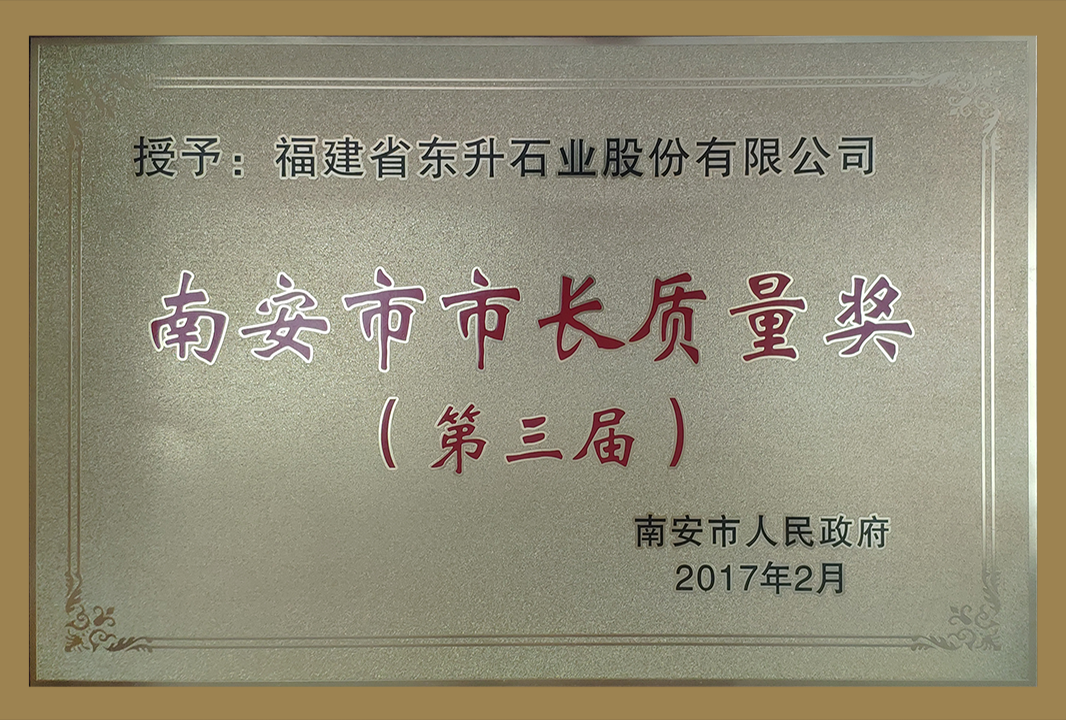 授予：福建省东升石业股份有限公司
南安市市长质量奖
（第三届）
南安市人民政府
2017年2月